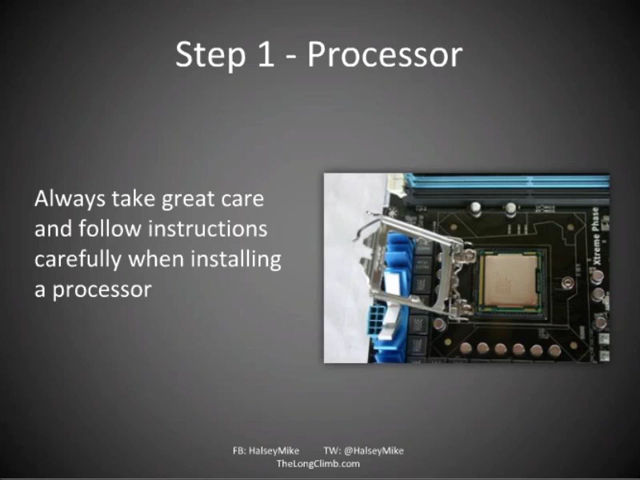 Step 1 - Processor
Always take great care
and follow instructions
carefully when installing
a processor
Xtreme Phase
FB: HalseyMike TW: @HalseyMike
TheLongClimb.com